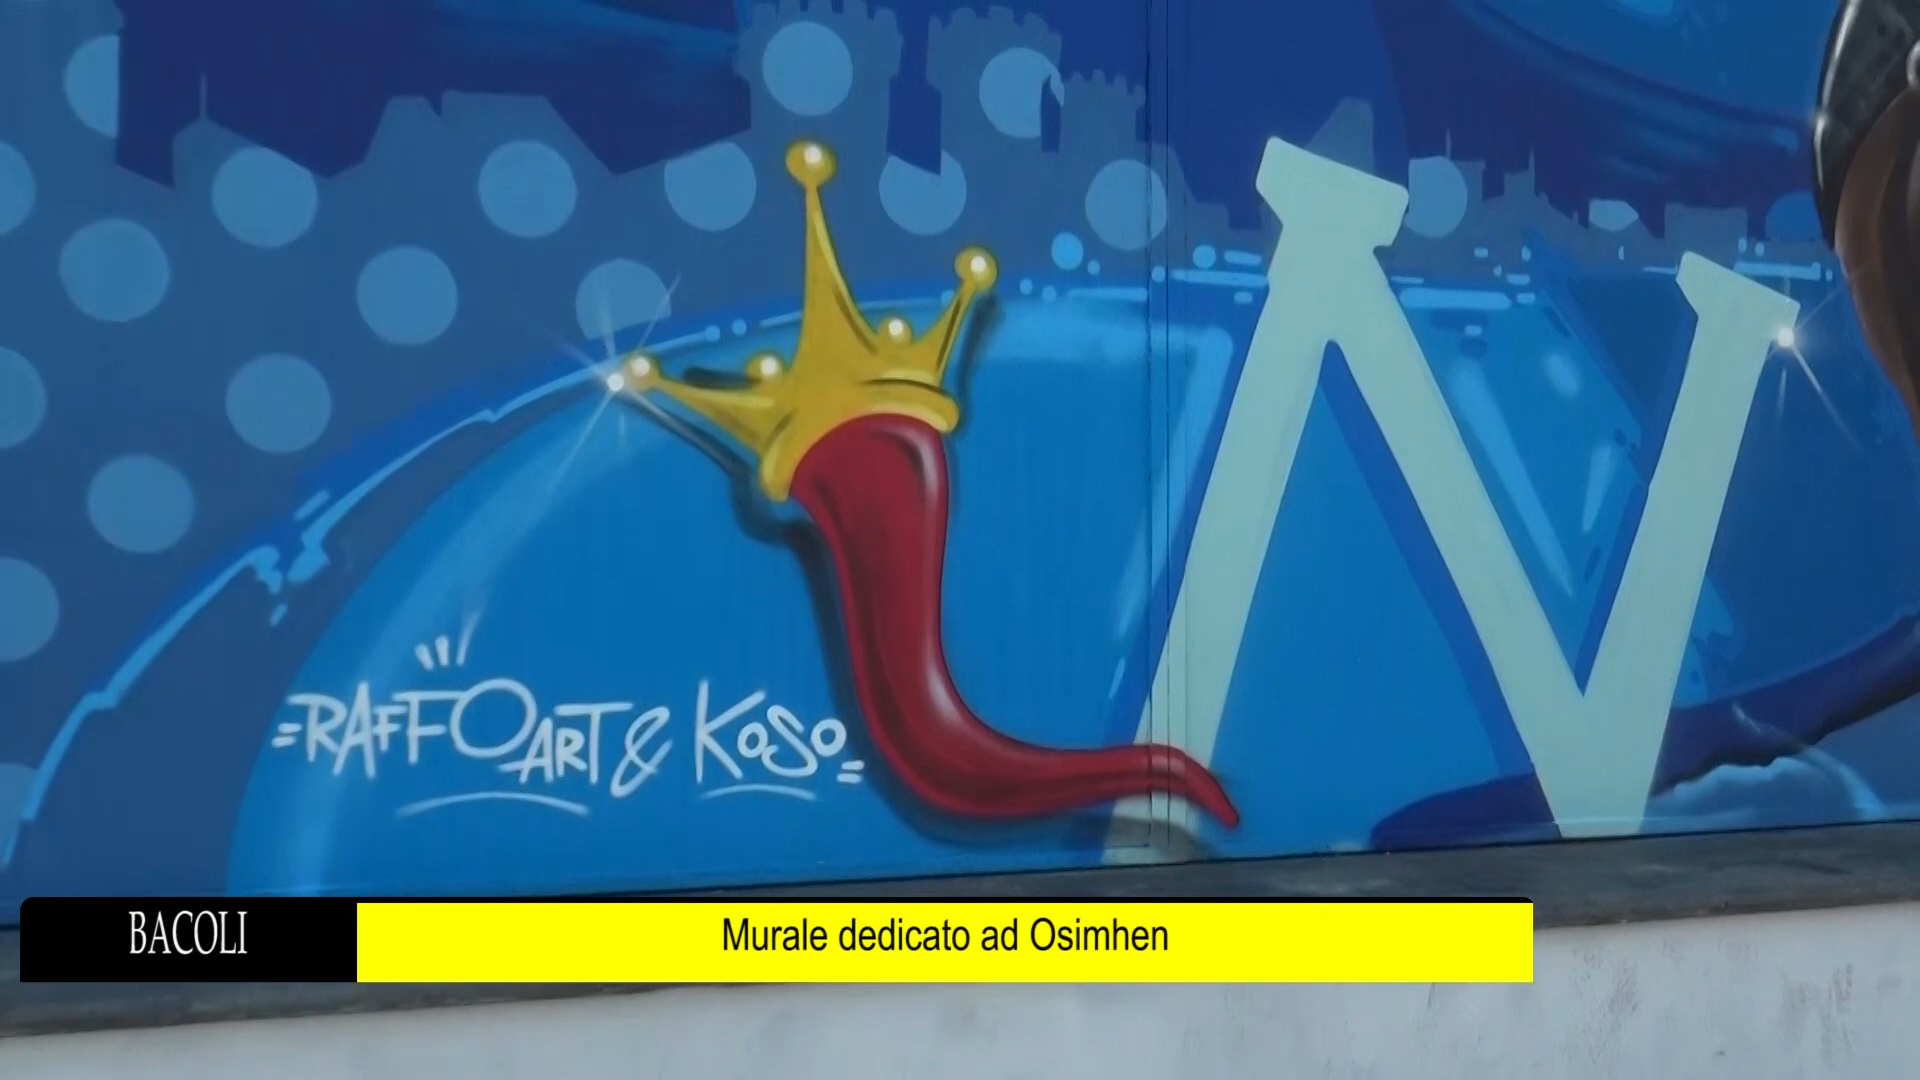 N
=RAFFOART & KOSO=
BACOLI
Murale dedicato ad Osimhen